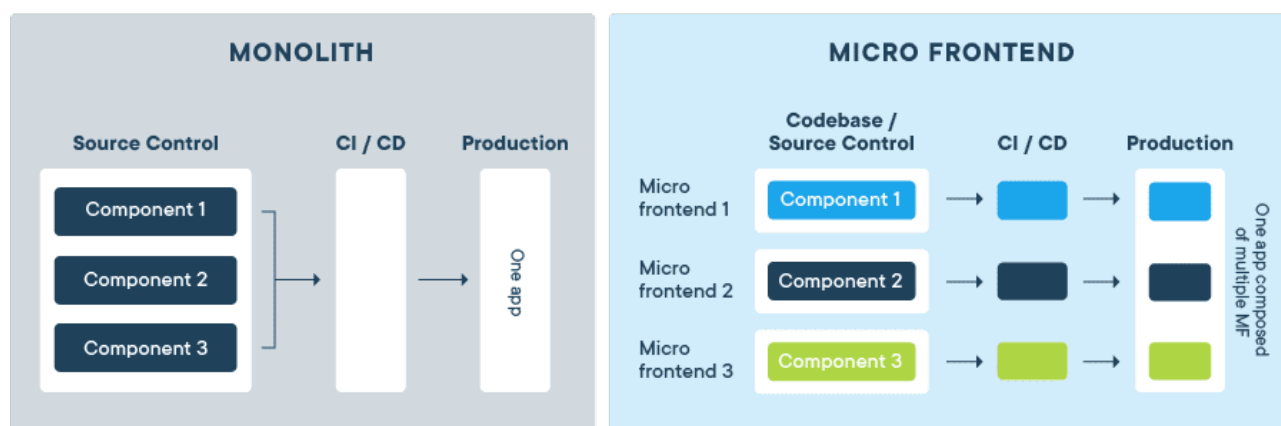 MONOLITH
Source Control
CI / CD
Production
Component 1
Component 2
Component 3
One app
MICRO FRONTEND
Codebase /
Source Control
CI / CD
Production
Micro
frontend 1
Component 1
Micro
frontend 2
Component 2
Micro
frontend 3
Component 3
One app composed
of multiple MF